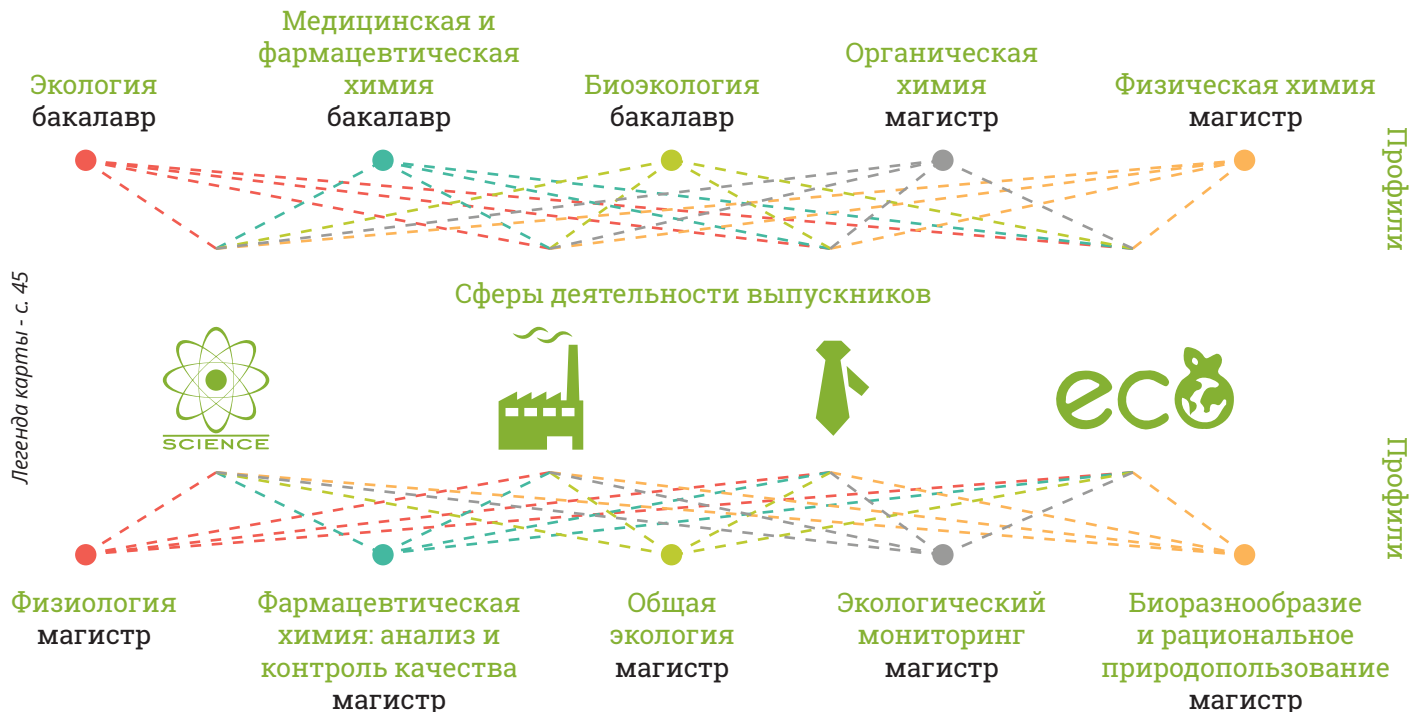 Экология
бакалавр
Медицинская и
фармацевтическая
химия
бакалавр
Биоэкология
бакалавр
Органическая
химия
магистр
Физическая химия
магистр
Профили
Легенда карты - с. 45
Сферы деятельности выпускников
SCIENCE
eco
Профили
Физиология
магистр
Фармацевтическая
химия: анализ и
контроль качества
магистр
Общая
экология
магистр
Экологический
мониторинг
магистр
Биоразнообразие
и рациональное
природопользование
магистр